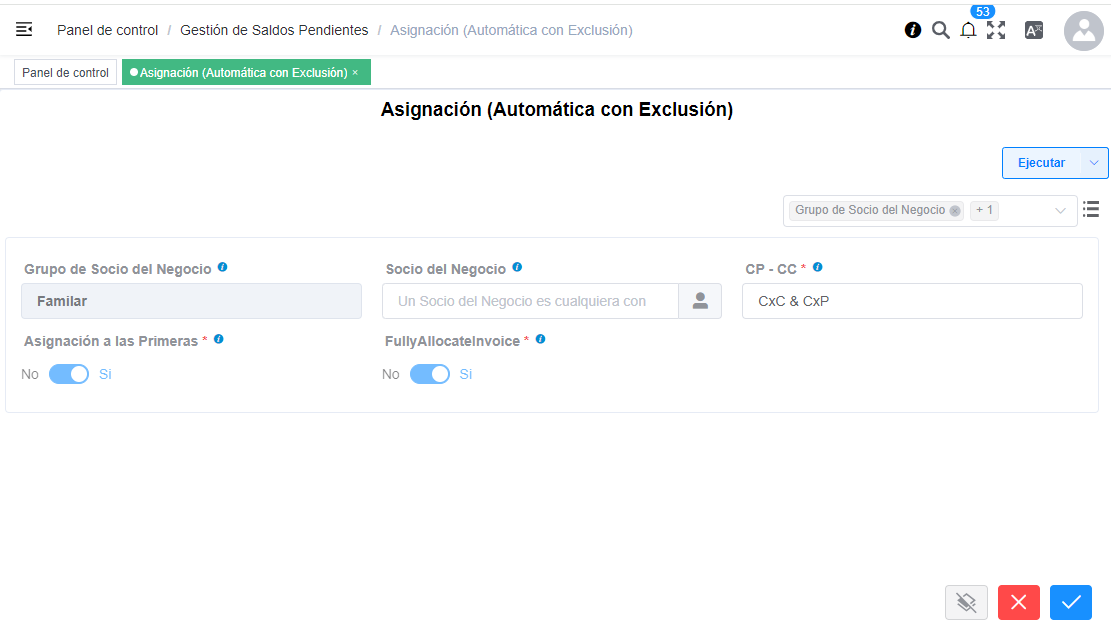 53
Panel de control / Gestión de Saldos Pendientes / Asignación (Automática con Exclusión)
Panel de control Asignación (Automática con Exclusión) ×
Asignación (Automática con Exclusión)
Ejecutar
Grupo de Socio del Negocio + 1
Grupo de Socio del Negocio Socio del Negocio CP - CC *
Familar Un Socio del Negocio es cualquiera con CxC & CxP
Asignación a las Primeras * FullyAllocateInvoice *
No Si No Si